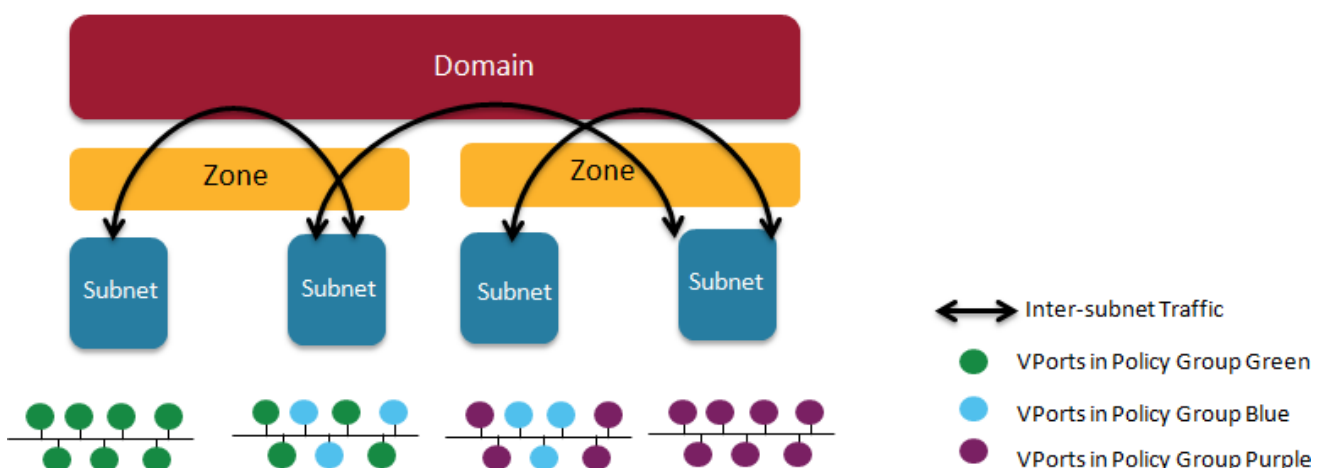 Domain
Zone
Zone
Subnet
Subnet
Subnet
Subnet
Inter-subnet Traffic
VPorts in Policy Group Green
VPorts in Policy Group Blue
VPorts in Policy Group Purple